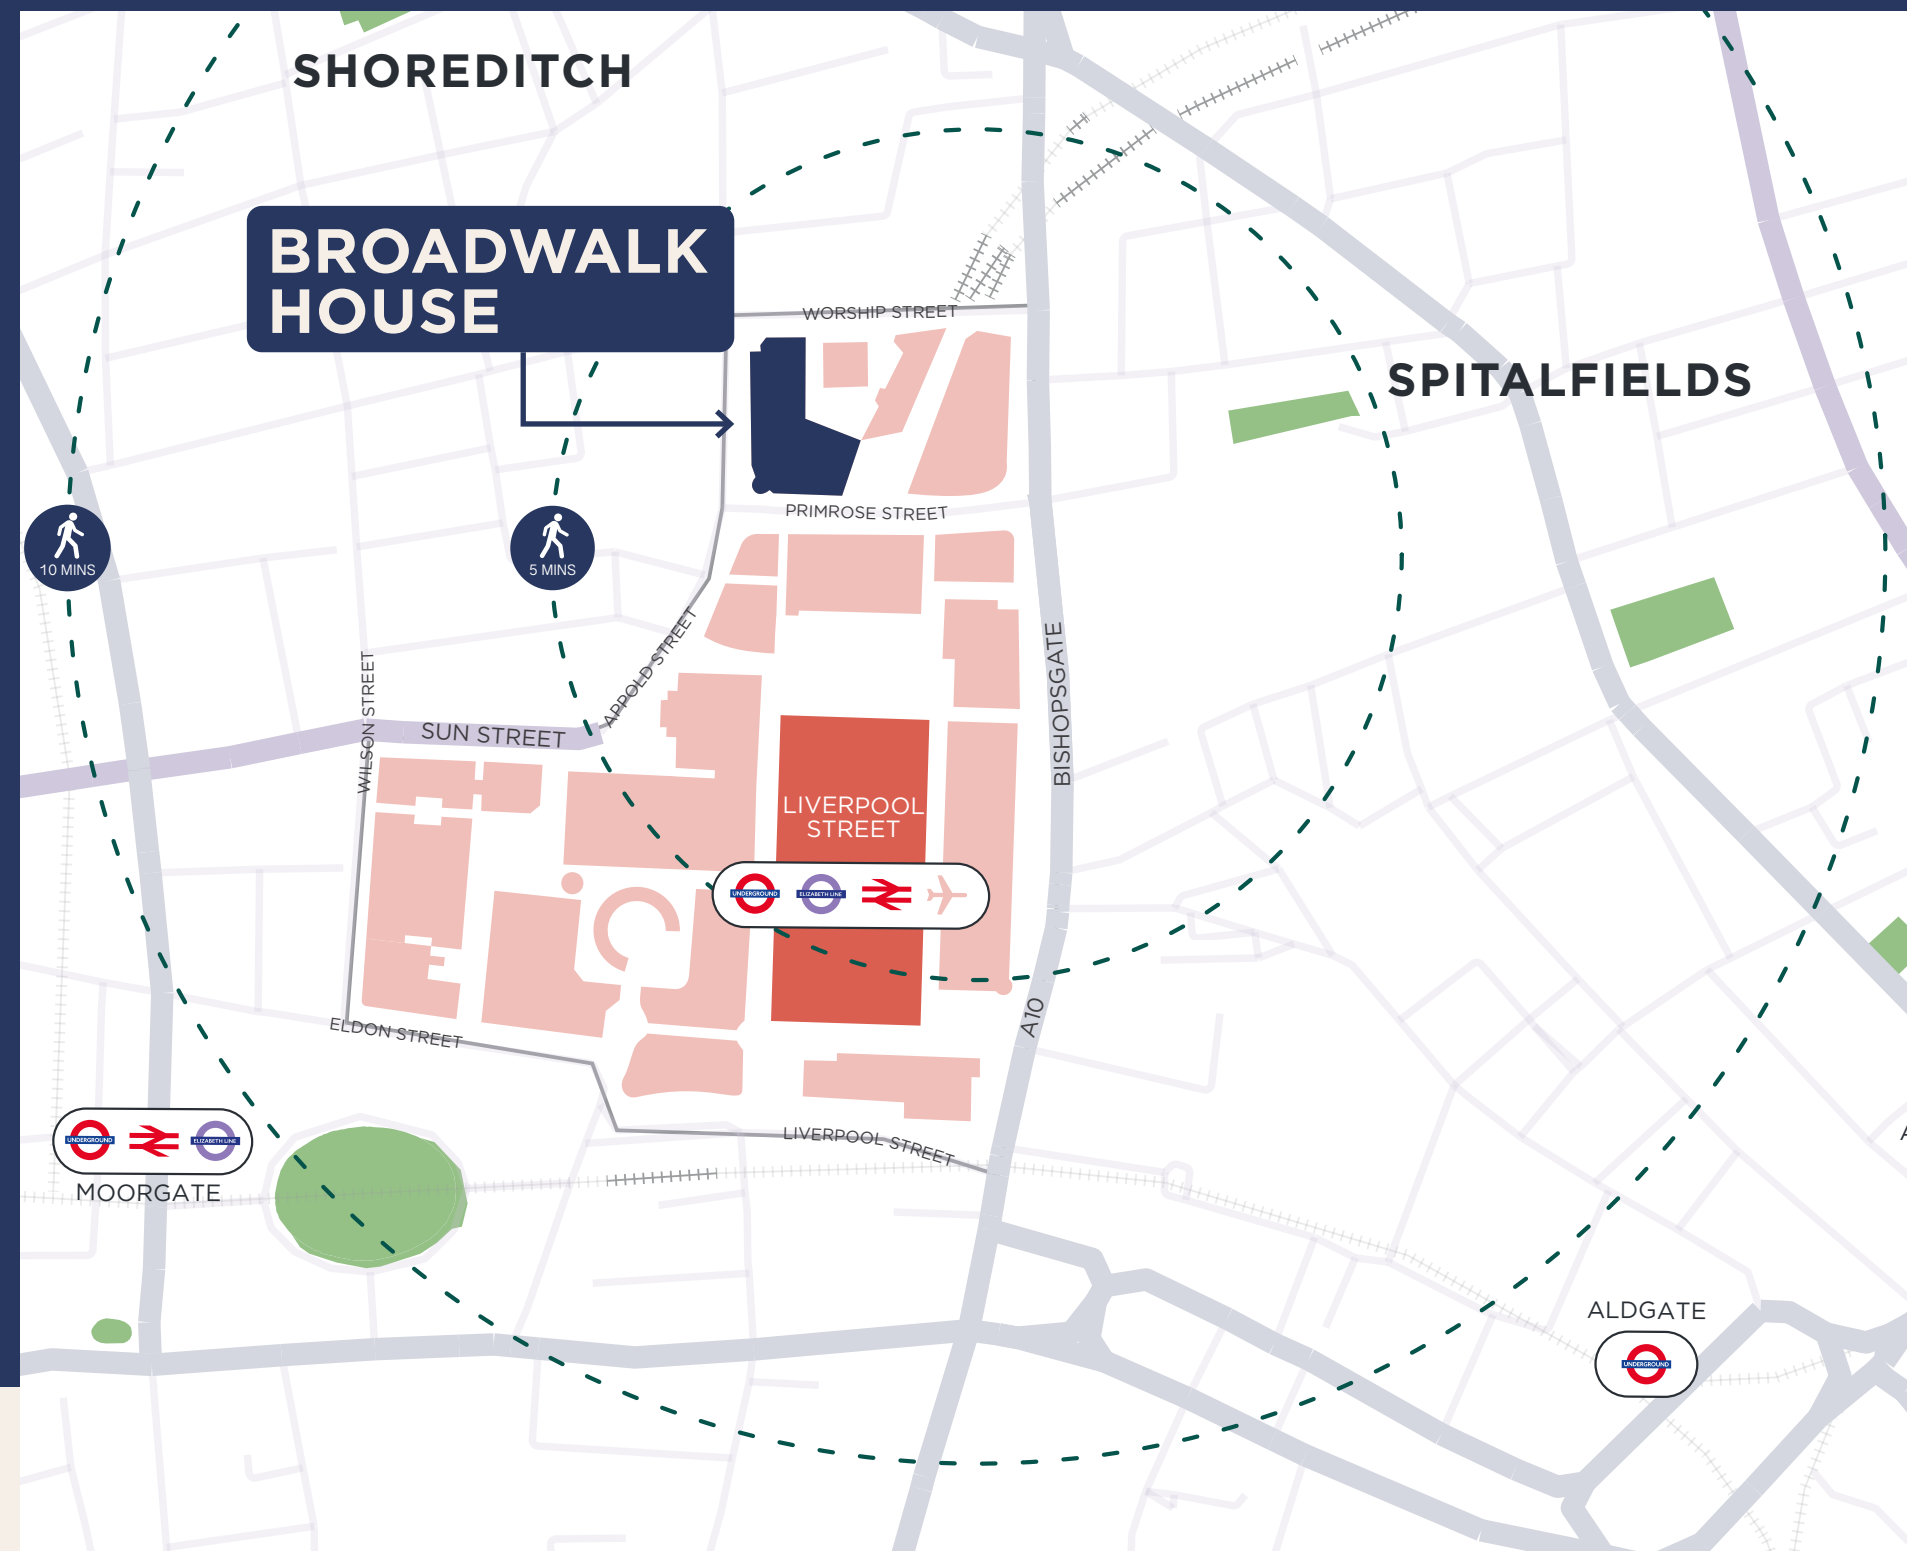 SHOREDITCH
BROADWALK
HOUSE
WORSHIP STREET
SPITALFIELDS
PRIMROSE STREET
10 MINS
5 MINS
APPOLD STREET
BISHOPSGATE
WILSON STREET
SUN STREET
LIVERPOOL
STREET
UNDERGROUND
ELIZABETH LINE
A10
ELDON STREET
LIVERPOOL STREET
UNDERGROUND
ELIZABETH LINE
MOORGATE
ALDGATE
UNDERGROUND